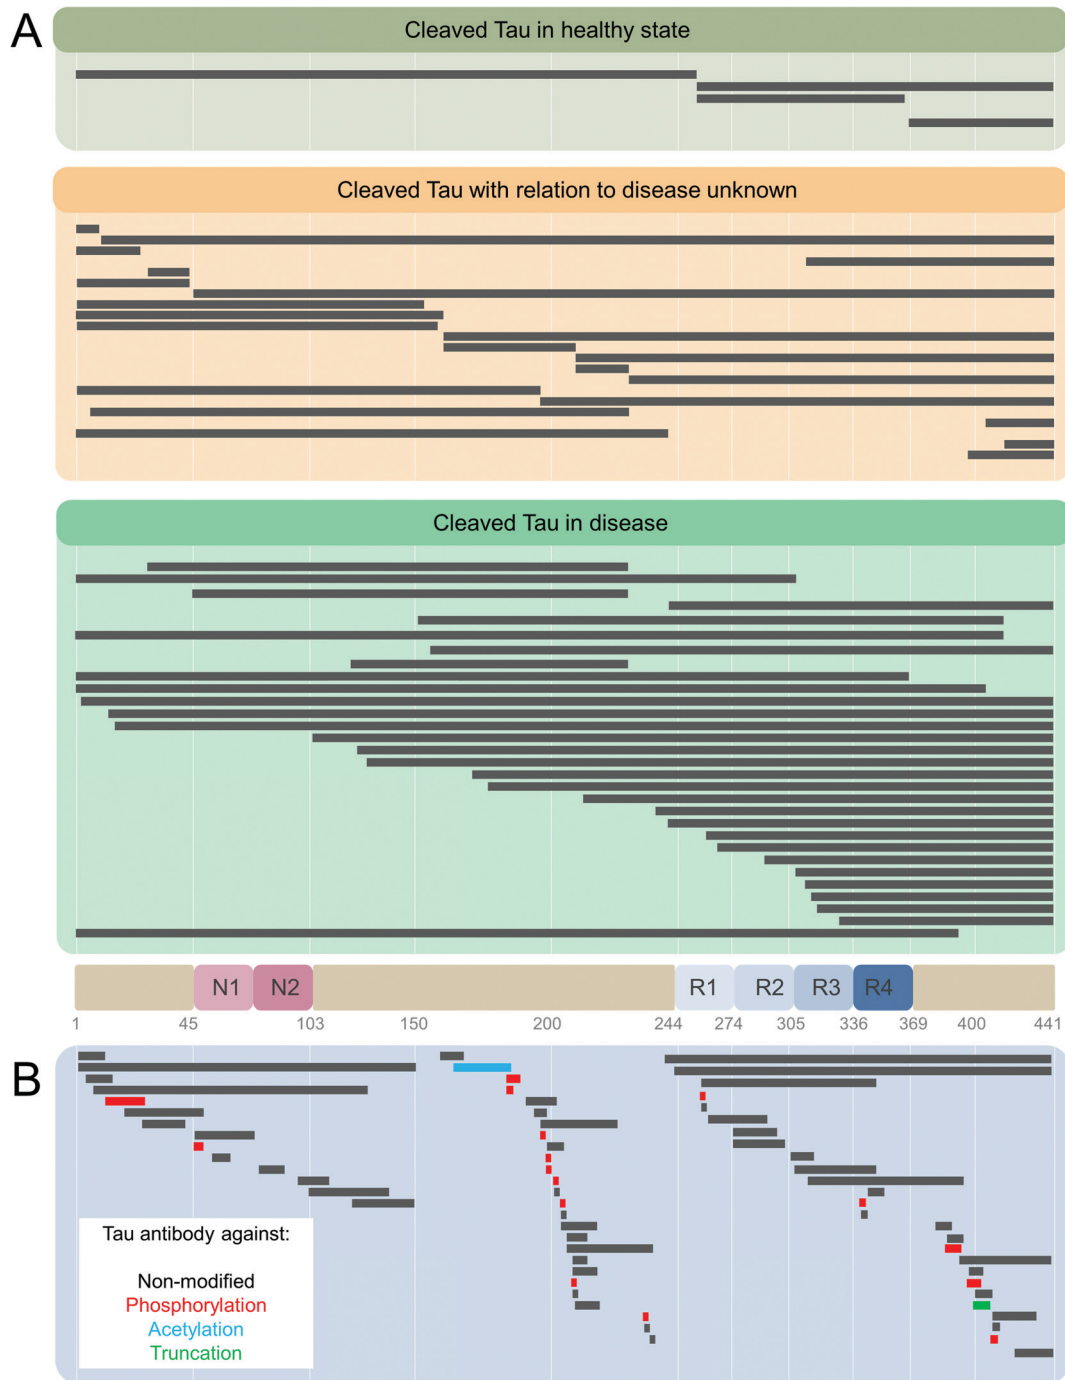 A
Cleaved Tau in healthy state
Cleaved Tau with relation to disease unknown
Cleaved Tau in disease
N1 N2 R1 R2 R3 R4
1 45 103 150 200 244 274 305 336 369 400 441
B
Tau antibody against:
Non-modified
Phosphorylation
Acetylation
Truncation